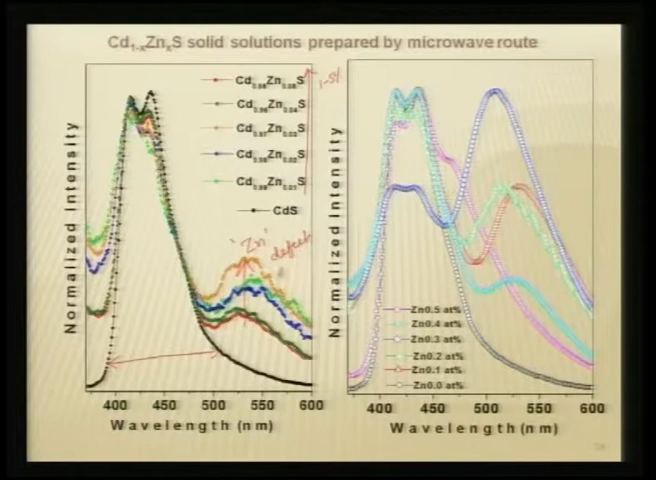 Cd1-xZnxS solid solutions prepared by microwave route
Normalized Intensity
Cd0.95Zn0.05S
Cd0.96Zn0.04S
Cd0.97Zn0.03S
Cd0.98Zn0.02S
Cd0.99Zn0.01S
CdS
1-5%
'Zn'
defect
400 450 500 550 600
Wavelength (nm)
Normalized Intensity
Zn0.5 at%
Zn0.4 at%
Zn0.3 at%
Zn0.2 at%
Zn0.1 at%
Zn0.0 at%
400 450 500 550 600
Wavelength (nm)